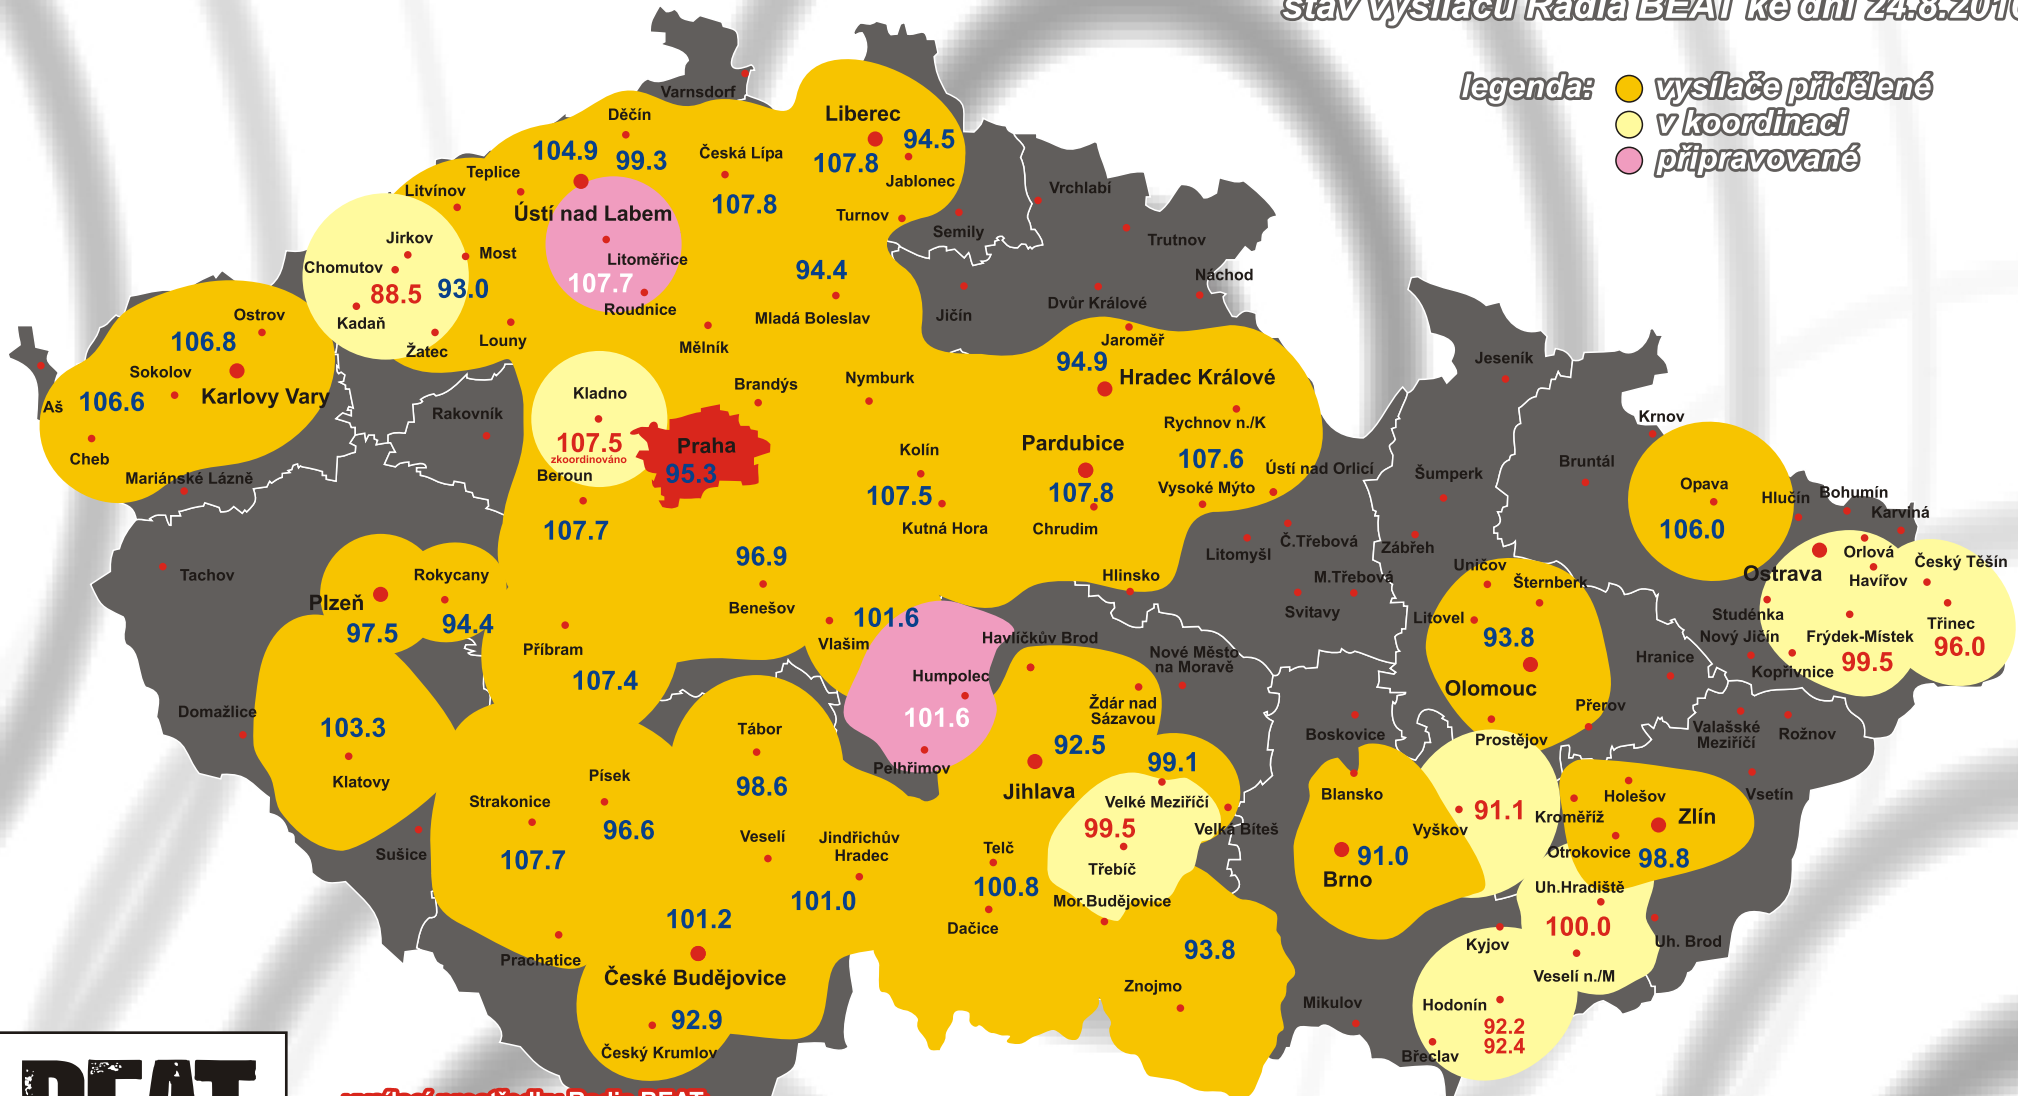 stav vysílačů Radia BEAT ke dni 24.8.2016
legenda:
vysílače přidělené
v koordinaci
připravované
Varnsdorf
Děčín
104.9
99.3
Česká Lípa
107.8
Liberec
94.5
107.8
Jablonec
Turnov
Semily
Vrchlabí
Trutnov
Náchod
Dvůr Králové
Jičín
Teplice
Litvínov
Ústí nad Labem
Litoměřice
107.7
Roudnice
Jirkov
Chomutov
88.5
Kadaň
Most
93.0
Žatec
Louny
94.4
Mladá Boleslav
Mělník
Ostrov
106.8
Sokolov
Karlovy Vary
Aš
106.6
Cheb
Mariánské Lázně
Rakovník
Kladno
107.5
zkoordinováno
Beroun
107.7
Brandýs
Praha
95.3
Nymburk
Kolín
107.5
Kutná Hora
Jaroměř
94.9
Hradec Králové
Rychnov n./K
107.6
Pardubice
107.8
Chrudim
Vysoké Mýto
Ústí nad Orlicí
Litomyšl
Č.Třebová
M.Třebová
Svitavy
Hlinsko
Jeseník
Šumperk
Zábřeh
Krnov
Bruntál
Opava
106.0
Hlučín
Bohumín
Karviná
Orlová
Havířov
Český Těšín
Ostrava
Studénka
Nový Jičín
Frýdek-Místek
99.5
Kopřivnice
Třinec
96.0
Tachov
Plzeň
97.5
Rokycany
94.4
Příbram
107.4
96.9
Benešov
Vlašim
101.6
Havlíčkův Brod
Humpolec
101.6
Pelhřimov
Nové Město
na Moravě
Ždár nad
Sázavou
92.5
Jihlava
99.1
Velké Meziříčí
99.5
Třebíč
Velká Bíteš
Mor.Budějovice
Uničov
Šternberk
Litovel
93.8
Olomouc
Přerov
Prostějov
Hranice
Valašské
Meziříčí
Rožnov
Vsetín
Boskovice
Blansko
91.0
Brno
Vyškov
91.1
Kroměříž
Holešov
Zlín
Otrokovice
98.8
Uh.Hradiště
100.0
Veselí n./M
Uh. Brod
Kyjov
Hodonín
92.2
92.4
Břeclav
Mikulov
93.8
Znojmo
Domažlice
103.3
Klatovy
Sušice
Strakonice
107.7
Písek
96.6
Tábor
98.6
Veselí
Jindřichův
Hradec
101.0
Telč
100.8
Dačice
101.2
České Budějovice
Prachatice
92.9
Český Krumlov
BEAT